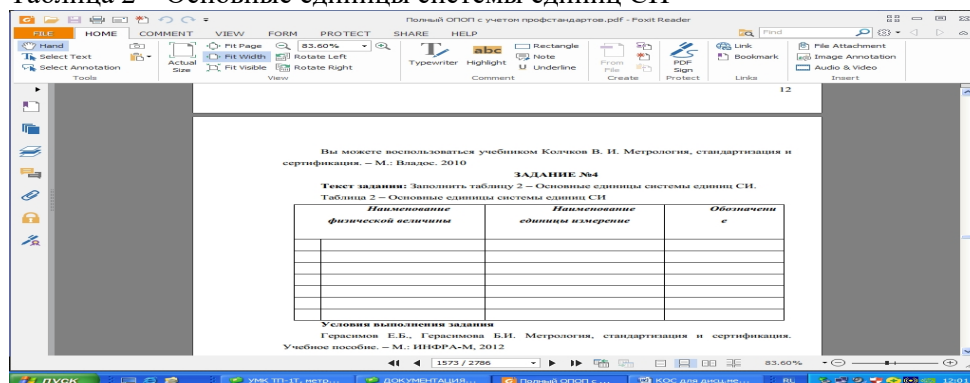 Таблица 2 – Основные единицы системы единиц СИ
Полный ОПОП с учетом профстандартов.pdf - Foxit Reader
FILE HOME COMMENT VIEW FORM PROTECT SHARE HELP
Find
Hand
Select Text
Select Annotation
Actual Size
Fit Page
Fit Width
Fit Visible
83.60%
Rotate Left
Rotate Right
Typewriter
Highlight
Rectangle
Note
Underline
From File
PDF Sign
Link
Bookmark
File Attachment
Image Annotation
Audio & Video
Tools View Comment Create Protect Links Insert
12
Вы можете воспользоваться учебником Колчков В. И. Метрология, стандартизация и
сертификация. – М.: Владос. 2010
ЗАДАНИЕ №4
Текст задания: Заполнить таблицу 2 – Основные единицы системы единиц СИ.
Таблица 2 – Основные единицы системы единиц СИ
Наименование Наименование Обозначени
физической величины единицы измерение е
Условия выполнения задания
Герасимов Е.Б., Герасимова Б.И. Метрология, стандартизация и сертификация.
Учебное пособие. – М.: ИНФРА-М, 2012
1573 / 2786
83.60%
пуск
УМК ТП-1Т, метр...
ДОКУМЕНТАЦИЯ...
Полный ОПОП с ...
КОС для дисц.ме...
RL